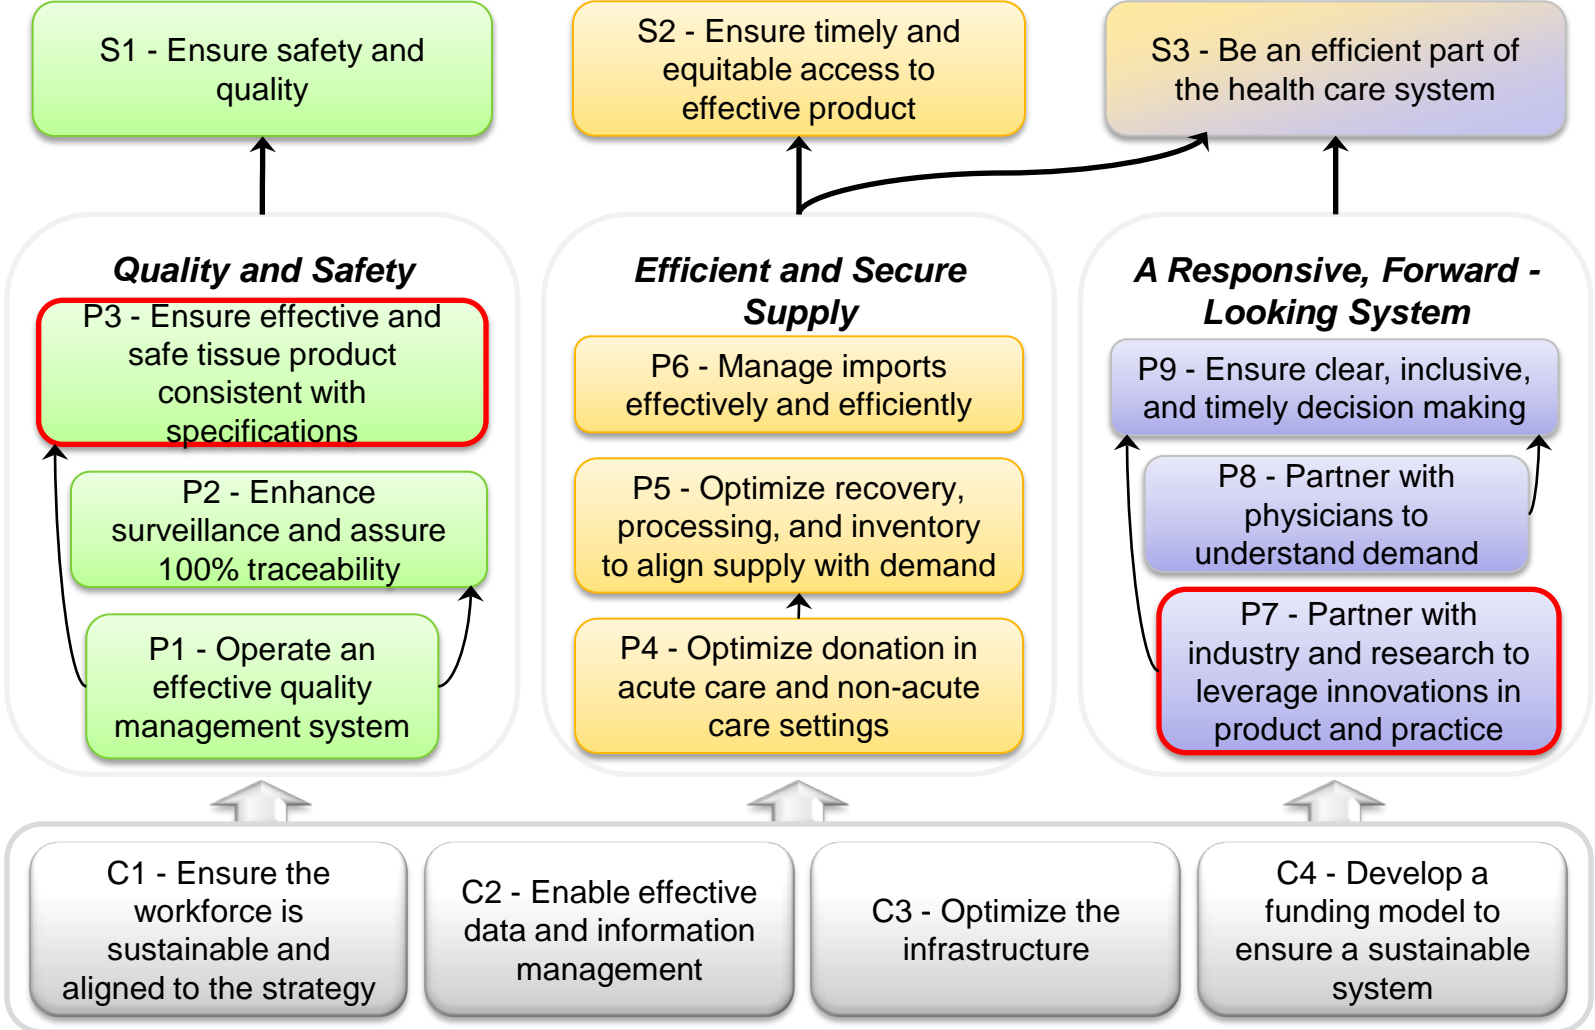 S1 - Ensure safety and
quality
S2 - Ensure timely and
equitable access to
effective product
S3 - Be an efficient part of
the health care system
Quality and Safety
P3 - Ensure effective and
safe tissue product
consistent with
specifications
P2 - Enhance
surveillance and assure
100% traceability
P1 - Operate an
effective quality
management system
Efficient and Secure
Supply
P6 - Manage imports
effectively and efficiently
P5 - Optimize recovery,
processing, and inventory
to align supply with demand
P4 - Optimize donation in
acute care and non-acute
care settings
A Responsive, Forward -
Looking System
P9 - Ensure clear, inclusive,
and timely decision making
P8 - Partner with
physicians to
understand demand
P7 - Partner with
industry and research to
leverage innovations in
product and practice
C1 - Ensure the
workforce is
sustainable and
aligned to the strategy
C2 - Enable effective
data and information
management
C3 - Optimize the
infrastructure
C4 - Develop a
funding model to
ensure a sustainable
system